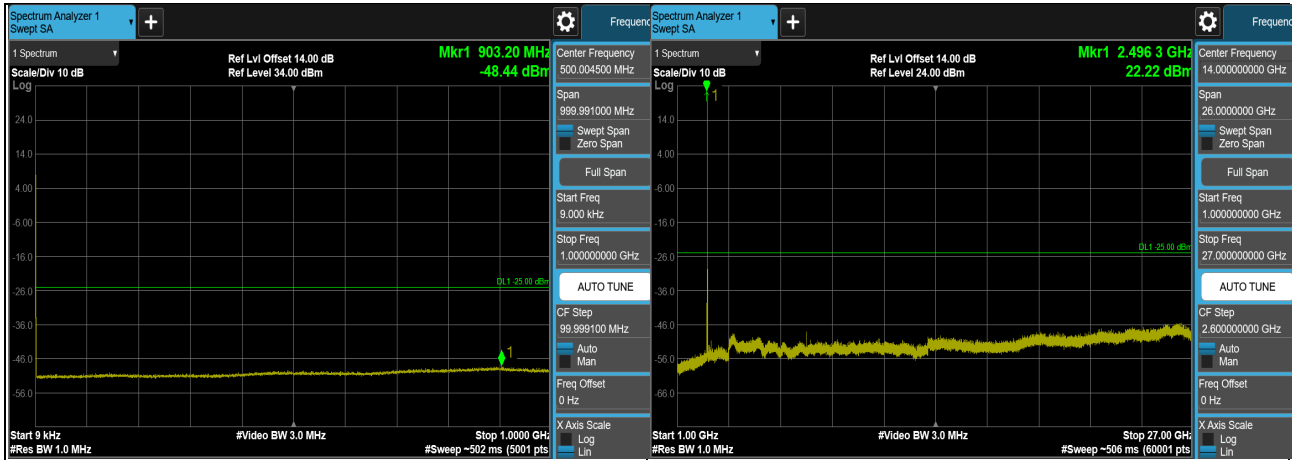 Spectrum Analyzer 1
Swept SA
+
Frequenc
1 Spectrum
Scale/Div 10 dB
Log
Ref Lvl Offset 14.00 dB
Ref Level 34.00 dBm
Mkr1 903.20 MHz
-48.44 dBm
24.0
14.0
4.00
-6.00
-16.0
-26.0
-36.0
-46.0
-56.0
DL1 -25.00 dBm
1
Start 9 kHz
#Res BW 1.0 MHz
#Video BW 3.0 MHz
Stop 1.0000 GHz
#Sweep ~502 ms (5001 pts
Center Frequency
500.004500 MHz
Span
999.991000 MHz
Swept Span
Zero Span
Full Span
Start Freq
9.000 kHz
Stop Freq
1.000000000 GHz
AUTO TUNE
CF Step
99.999100 MHz
Auto
Man
Freq Offset
0 Hz
X Axis Scale
Log
Lin
Spectrum Analyzer 1
Swept SA
+
Frequenc
1 Spectrum
Scale/Div 10 dB
Log
Ref Lvl Offset 14.00 dB
Ref Level 24.00 dBm
Mkr1 2.496 3 GHz
22.22 dBm
1
14.0
4.00
-6.00
-16.0
-26.0
-36.0
-46.0
-56.0
-66.0
DL1 -25.00 dBm
Start 1.00 GHz
#Res BW 1.0 MHz
#Video BW 3.0 MHz
Stop 27.00 GHz
#Sweep ~506 ms (60001 pts
Center Frequency
14.00000000 GHz
Span
26.0000000 GHz
Swept Span
Zero Span
Full Span
Start Freq
1.000000000 GHz
Stop Freq
27.00000000 GHz
AUTO TUNE
CF Step
2.600000000 GHz
Auto
Man
Freq Offset
0 Hz
X Axis Scale
Log
Lin